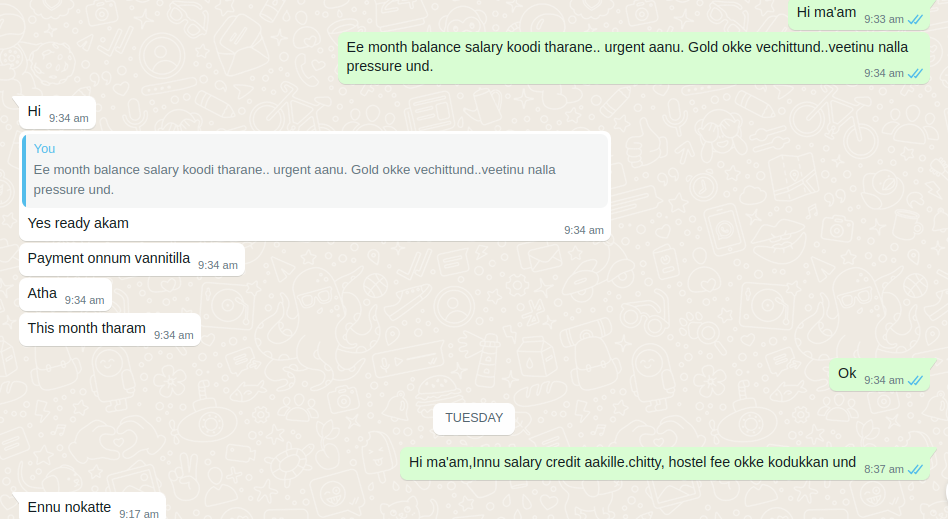 Hi ma'am 9:33 am
Ee month balance salary koodi tharane.. urgent aanu. Gold okke vechittund..veetinu nalla
pressure und. 9:34 am
Hi 9:34 am
You
Ee month balance salary koodi tharane.. urgent aanu. Gold okke vechittund..veetinu nalla
pressure und.
Yes ready akam 9:34 am
Payment onnum vannitilla 9:34 am
Atha 9:34 am
This month tharam 9:34 am
Ok 9:34 am
TUESDAY
Hi ma'am,Innu salary credit aakille.chitty, hostel fee okke kodukkan und 8:37 am
Ennu nokatte 9:17 am